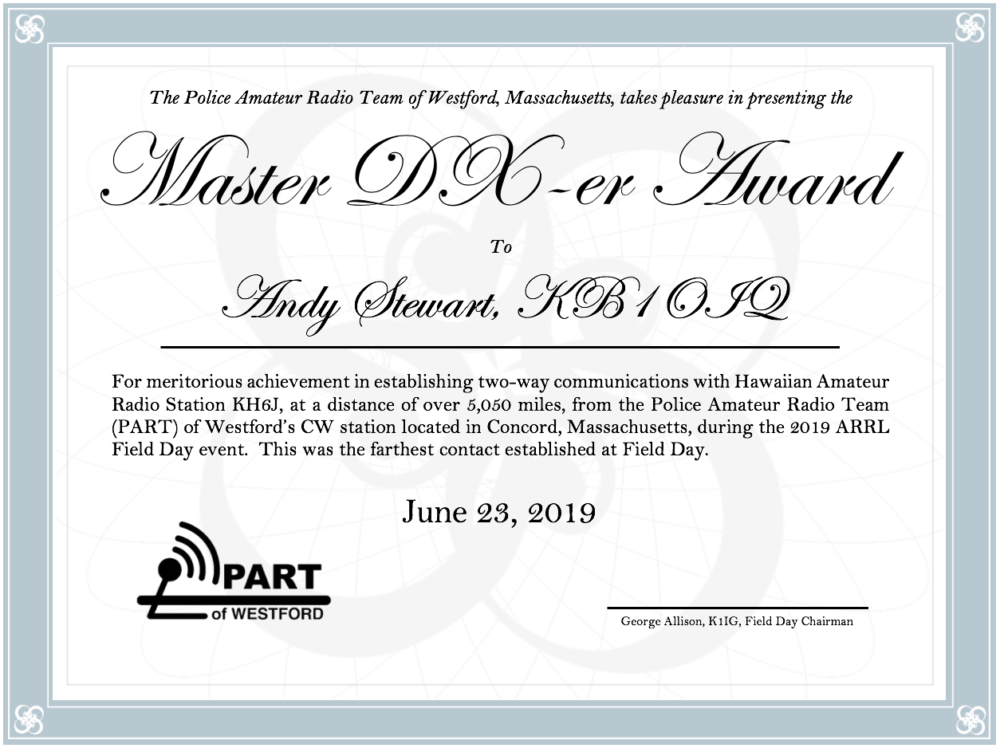 The Police Amateur Radio Team of Westford, Massachusetts, takes pleasure in presenting the
Master DX-er Award
To
Andy Stewart, KB1OIQ
For meritorious achievement in establishing two-way communications with Hawaiian Amateur
Radio Station KH6J, at a distance of over 5,050 miles, from the Police Amateur Radio Team
(PART) of Westford’s CW station located in Concord, Massachusetts, during the 2019 ARRL
Field Day event.  This was the farthest contact established at Field Day.
June 23, 2019
PART
of WESTFORD
George Allison, K1IG, Field Day Chairman